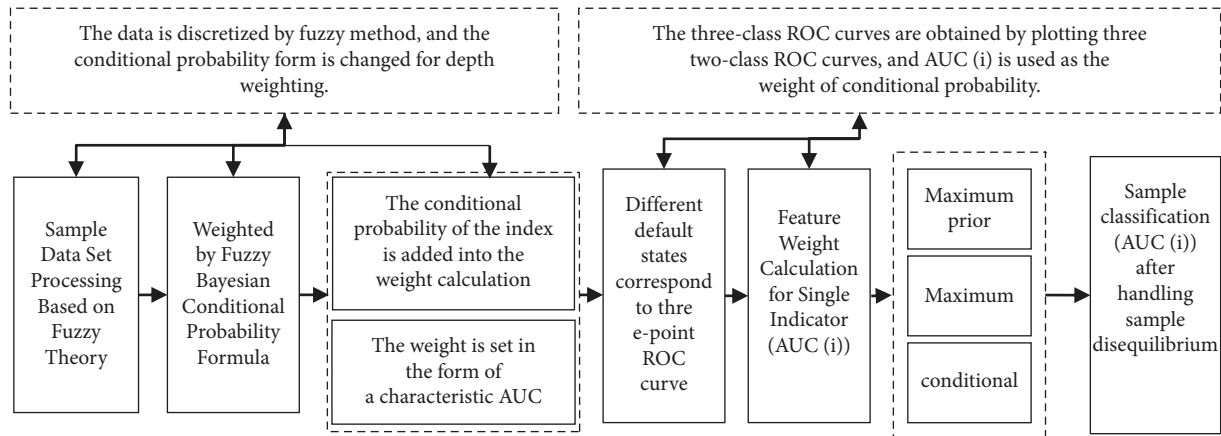 The data is discretized by fuzzy method, and the
conditional probability form is changed for depth
weighting.
The three-class ROC curves are obtained by plotting three
two-class ROC curves, and AUC (i) is used as the
weight of conditional probability.
Sample
Data Set
Processing
Based on
Fuzzy
Theory
Weighted
by Fuzzy
Bayesian
Conditional
Probability
Formula
The conditional
probability of the index
is added into the
weight calculation
The weight is set in
the form of
a characteristic AUC
Different
default
states
correspond
to thre
e-point
ROC
curve
Feature
Weight
Calculation
for Single
Indicator
(AUC (i))
Maximum
prior
Maximum
conditional
Sample
classification
(AUC (i))
after
handling
sample
disequilibrium